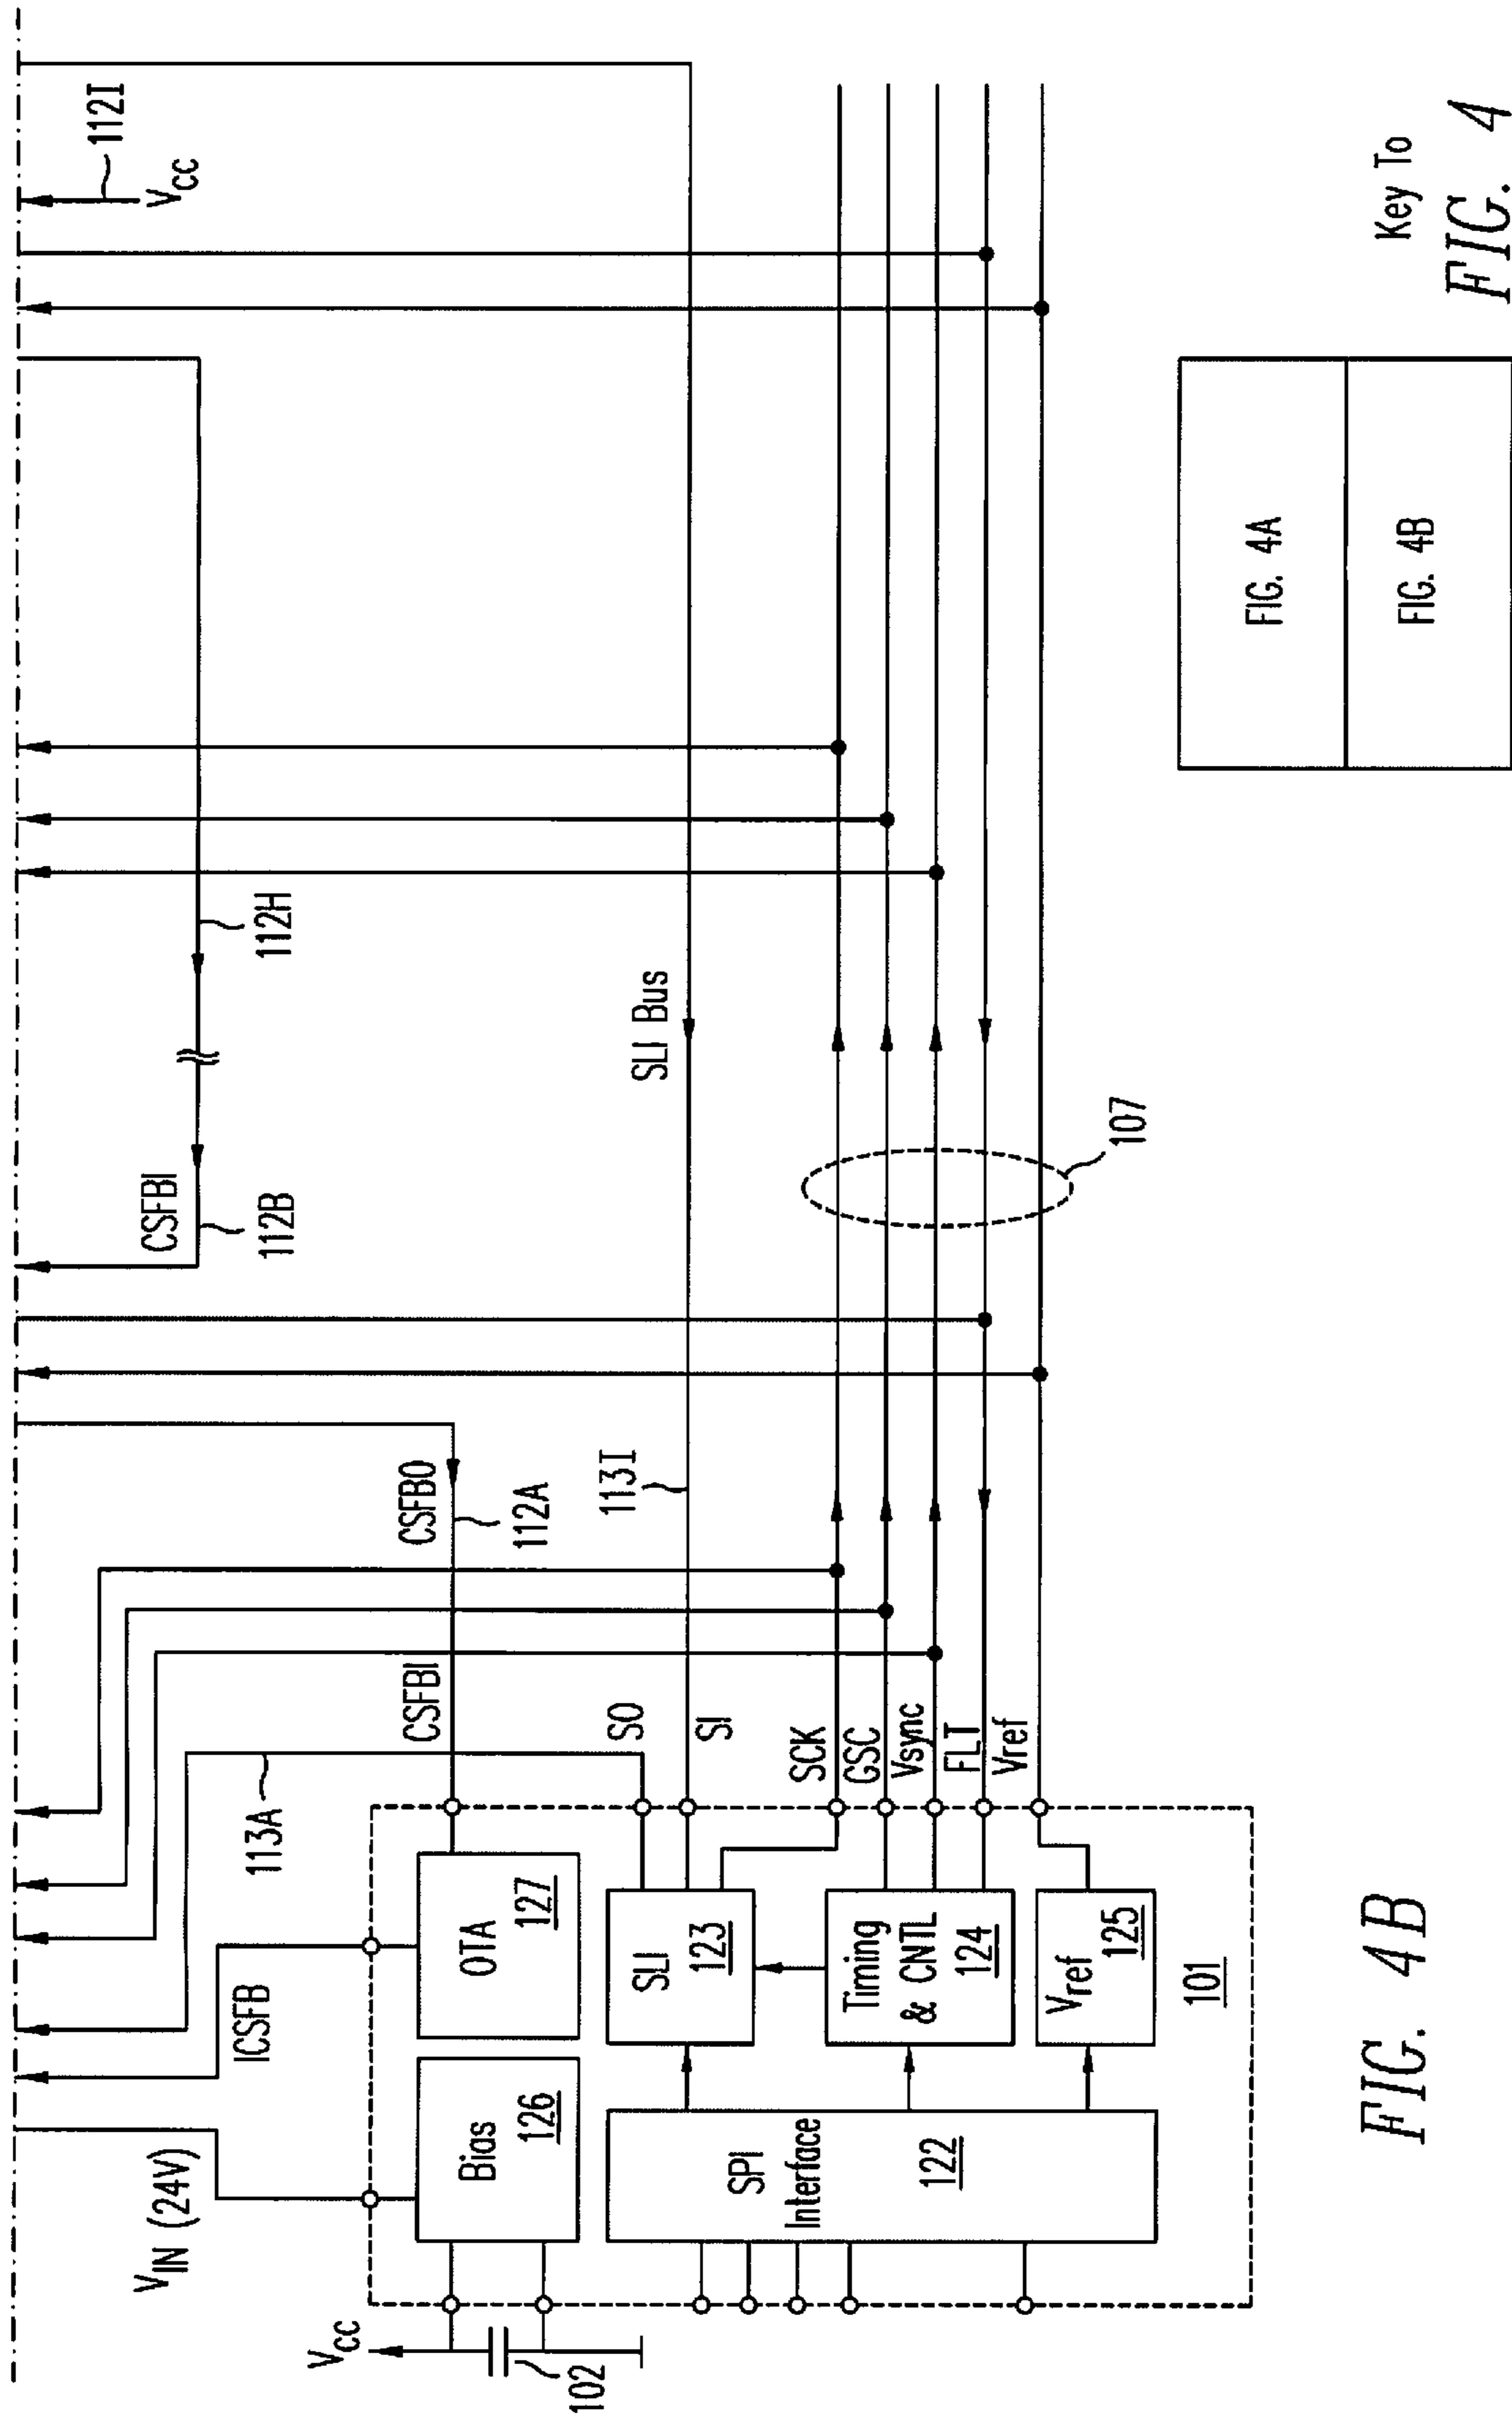 VIN (24V)
ICSFB
113A
CSFBI
CSFBO
112A
CSFBI
112B
112H
112I
VCC
VCC
102
Bias
126
OTA
127
SO
SI
113I
SLI Bus
SPI
Interface
122
SLI
123
Timing
& CNTL
124
Vref
125
101
SCK
GSC
Vsync
FLT
Vref
107
FIG. 4A
FIG. 4B
Key To
FIG. 4
FIG. 4B